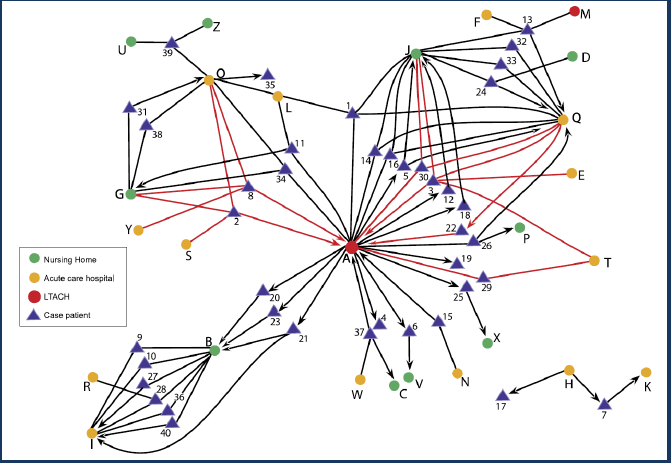 F
13
M
Z
U
39
J
32
33
D
24
O
35
L
1
Q
31
38
11
14
16
5
30
3
E
34
G
8
12
18
2
22
Y
S
26
P
A
19
T
29
25
Nursing Home
Acute care hospital
LTACH
Case patient
20
23
21
4
37
6
15
X
9
B
10
27
R
28
36
40
I
W
C
V
N
H
K
17
7